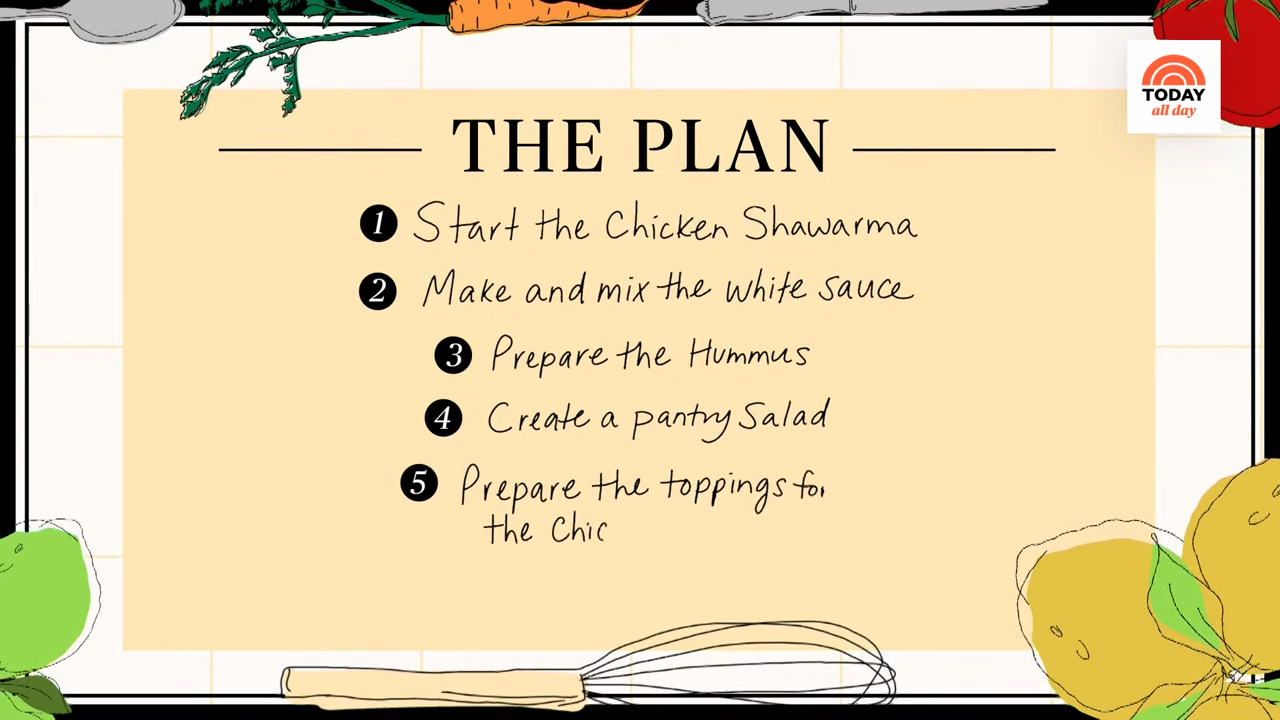 TODAY
all day
THE PLAN
1 Start the Chicken Shawarma
2 Make and mix the white sauce
3 Prepare the Hummus
4 Create a pantry Salad
5 Prepare the toppings for
the Chic